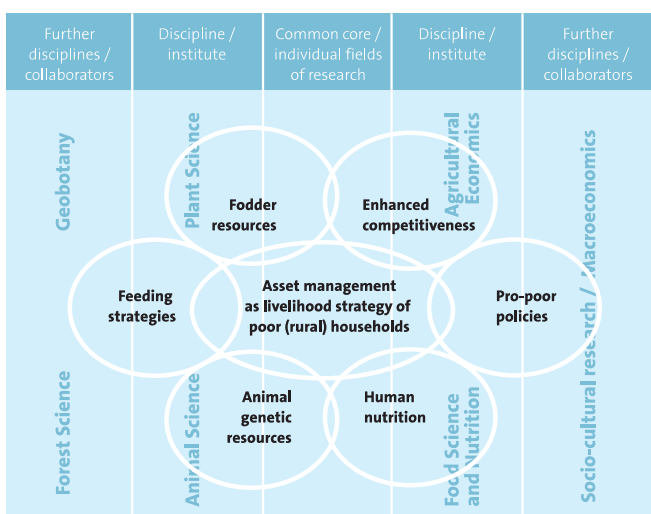 Further
disciplines /
collaborators
Discipline /
institute
Common core /
individual fields
of research
Discipline /
institute
Further
disciplines /
collaborators
Geobotany
Plant Science
Agricultural
Economics
Socio-cultural research / Macroeconomics
Fodder
resources
Enhanced
competitiveness
Feeding
strategies
Asset management
as livelihood strategy of
poor (rural) households
Pro-poor
policies
Animal
genetic
resources
Human
nutrition
Forest Science
Animal Science
Food Science
and Nutrition